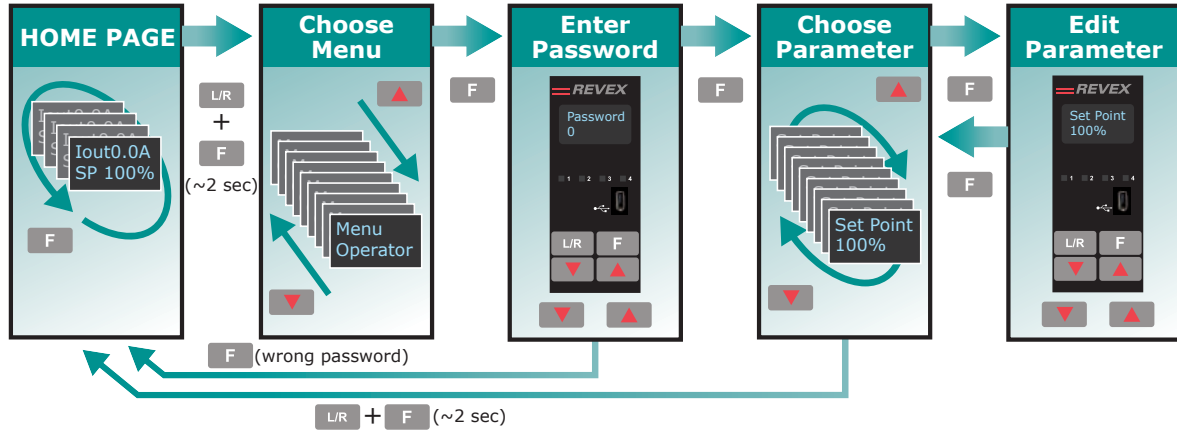 HOME PAGE
Iout0.0A
SP 100%
F
L/R
+
F
(~2 sec)
Choose
Menu
Menu
Operator
F
Enter
Password
REVEX
Password
0
1 2 3 4
L/R F
F
Choose
Parameter
Set Point
100%
F
F
Edit
Parameter
REVEX
Set Point
100%
1 2 3 4
L/R F
F (wrong password)
L/R + F (~2 sec)